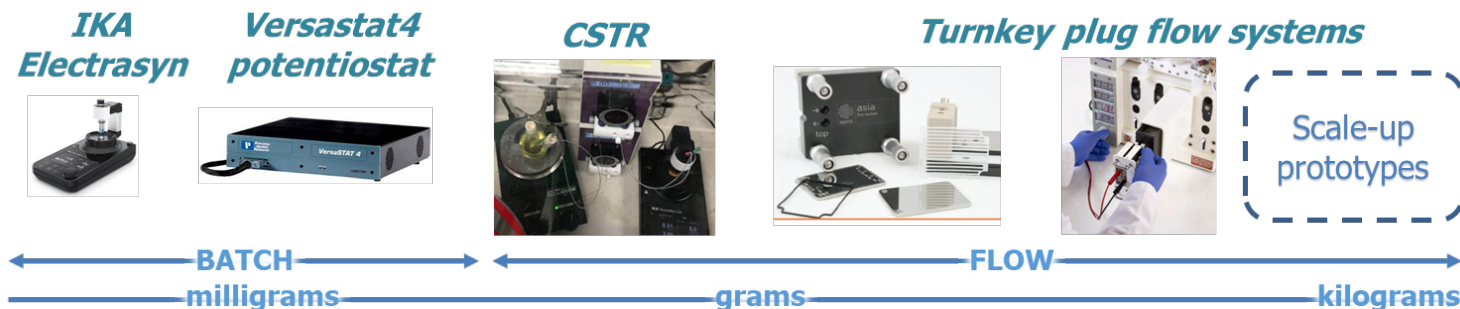 IKA
Electrasyn
Versastat4
potentiostat
CSTR
Turnkey plug flow systems
VersaSTAT 4
asia
top
Scale-up
prototypes
BATCH
FLOW
milligrams
grams
kilograms